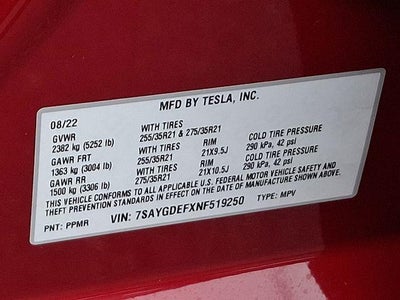 MFD BY TESLA, INC.
08/22
GVWR WITH TIRES
2382 kg (5252 lb) 255/35R21 & 275/35R21
GAWR FRT WITH TIRES RIM COLD TIRE PRESSURE
1363 kg (3004 lb) 255/35R21 21X9.5J 290 kPa, 42 psi
GAWR RR WITH TIRES RIM COLD TIRE PRESSURE
1500 kg (3306 lb) 275/35R21 21X10.5J 290 kPa, 42 psi
THIS VEHICLE CONFORMS TO ALL APPLICABLE U.S. FEDERAL MOTOR VEHICLE SAFETY AND
THEFT PREVENTION STANDARDS IN EFFECT ON THE DATE OF MANUFACTURE SHOWN ABOVE.
PNT: PPMR VIN: 7SAYGDEFXNF519250 TYPE: MPV